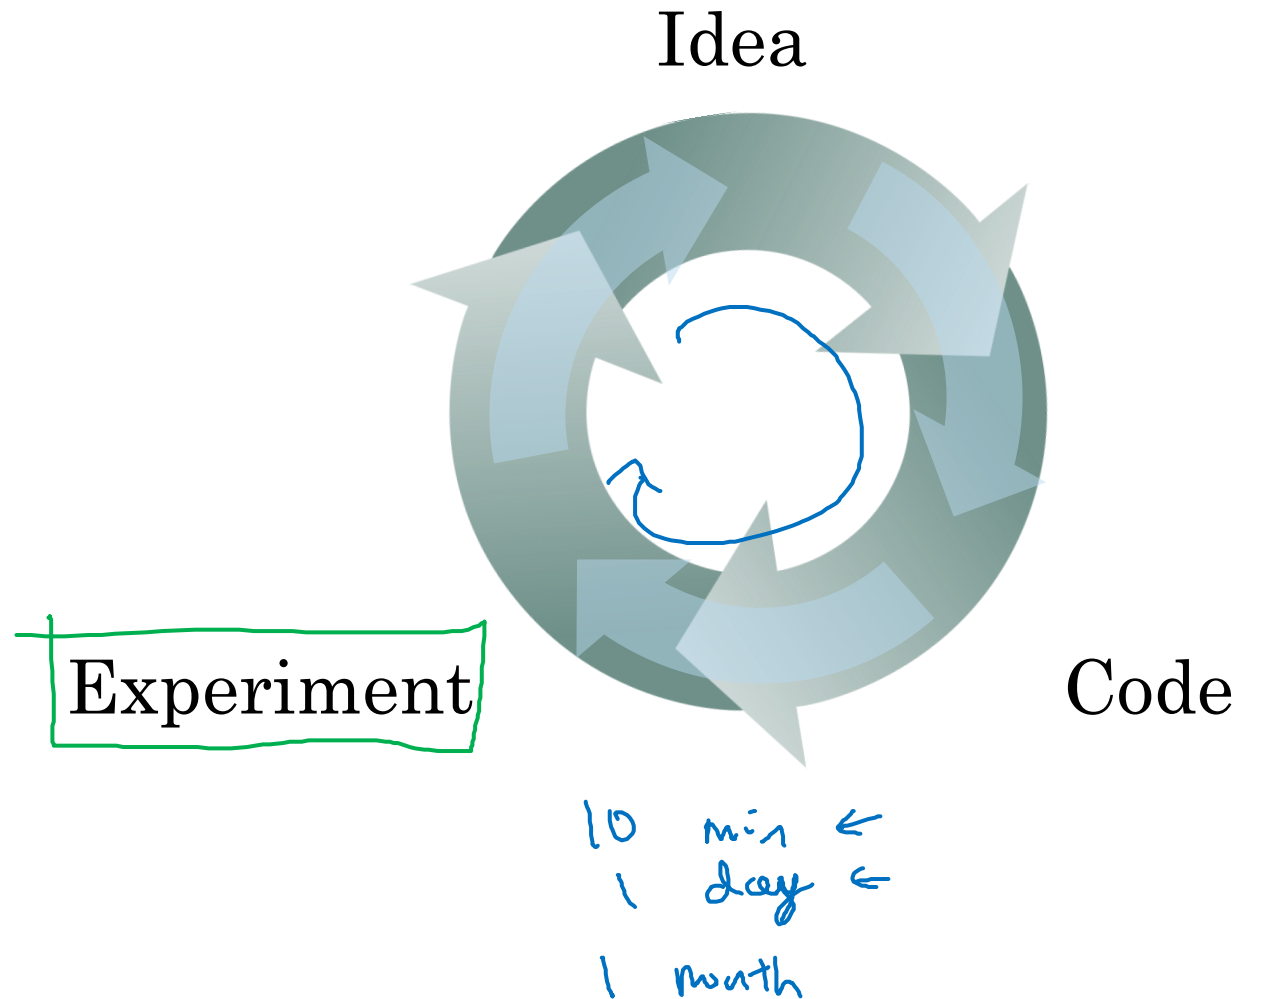 Idea
Experiment
Code
10 min ←
1 day ←
1 month